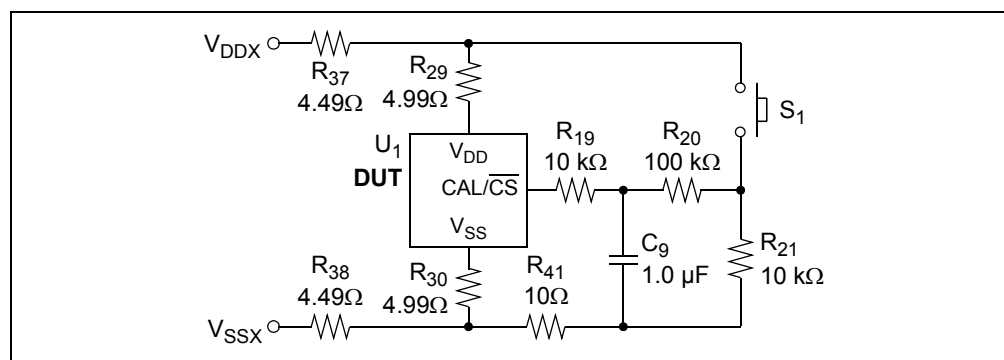 V_DDX
R_37
4.49Ω
R_29
4.99Ω
S_1
U_1
DUT
V_DD
CAL/C̅S̅
V_SS
R_19
10 kΩ
R_20
100 kΩ
C_9
1.0 µF
R_21
10 kΩ
R_38
4.49Ω
R_30
4.99Ω
R_41
10Ω
V_SSX